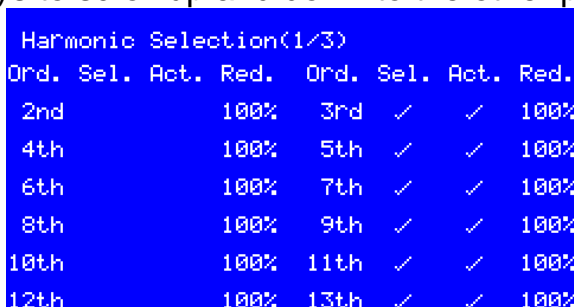 Harmonic Selection(1/3)
Ord. Sel. Act. Red. Ord. Sel. Act. Red.
2nd 100% 3rd ✓ ✓ 100%
4th 100% 5th ✓ ✓ 100%
6th 100% 7th ✓ ✓ 100%
8th 100% 9th ✓ ✓ 100%
10th 100% 11th ✓ ✓ 100%
12th 100% 13th ✓ ✓ 100%